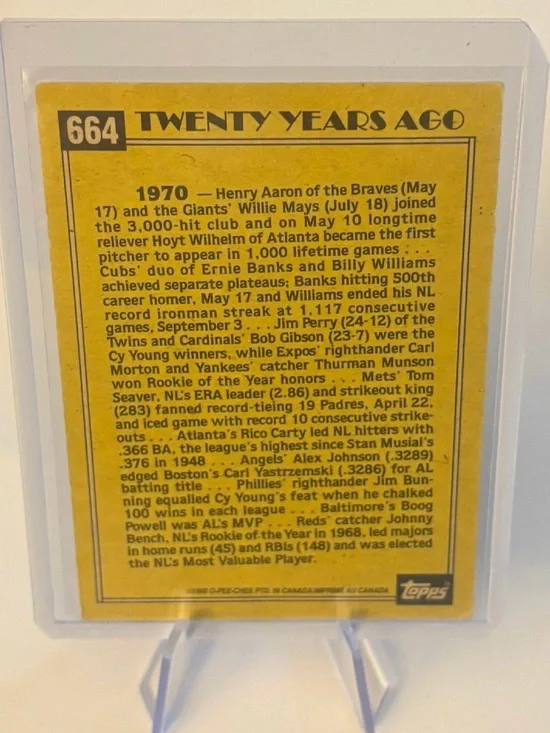 664 TWENTY YEARS AGO
1970 — Henry Aaron of the Braves (May
17) and the Giants' Willie Mays (July 18) joined
the 3,000-hit club and on May 10 longtime
reliever Hoyt Wilhelm of Atlanta became the first
pitcher to appear in 1,000 lifetime games . . .
Cubs' duo of Ernie Banks and Billy Williams
achieved separate plateaus; Banks hitting 500th
career homer, May 17 and Williams ended his NL
record ironman streak at 1,117 consecutive
games, September 3 . . . Jim Perry (24-12) of the
Twins and Cardinals' Bob Gibson (23-7) were the
Cy Young winners, while Expos' righthander Carl
Morton and Yankees' catcher Thurman Munson
won Rookie of the Year honors . . . Mets' Tom
Seaver, NL's ERA leader (2.86) and strikeout king
(283) fanned record-tieing 19 Padres, April 22,
and iced game with record 10 consecutive strike-
outs . . . Atlanta's Rico Carty led NL hitters with
.366 BA, the league's highest since Stan Musial's
.376 in 1948 . . . Angels' Alex Johnson (.3289)
edged Boston's Carl Yastrzemski (.3286) for AL
batting title . . . Phillies' righthander Jim Bun-
ning equalled Cy Young's feat when he chalked
100 wins in each league . . . Baltimore's Boog
Powell was AL's MVP . . . Reds' catcher Johnny
Bench, NL's Rookie of the Year in 1968, led majors
in home runs (45) and RBIs (148) and was elected
the NL's Most Valuable Player.
O-PEE-CHEE PTD. IN CANADA/IMPRIMÉ AU CANADA
Topps